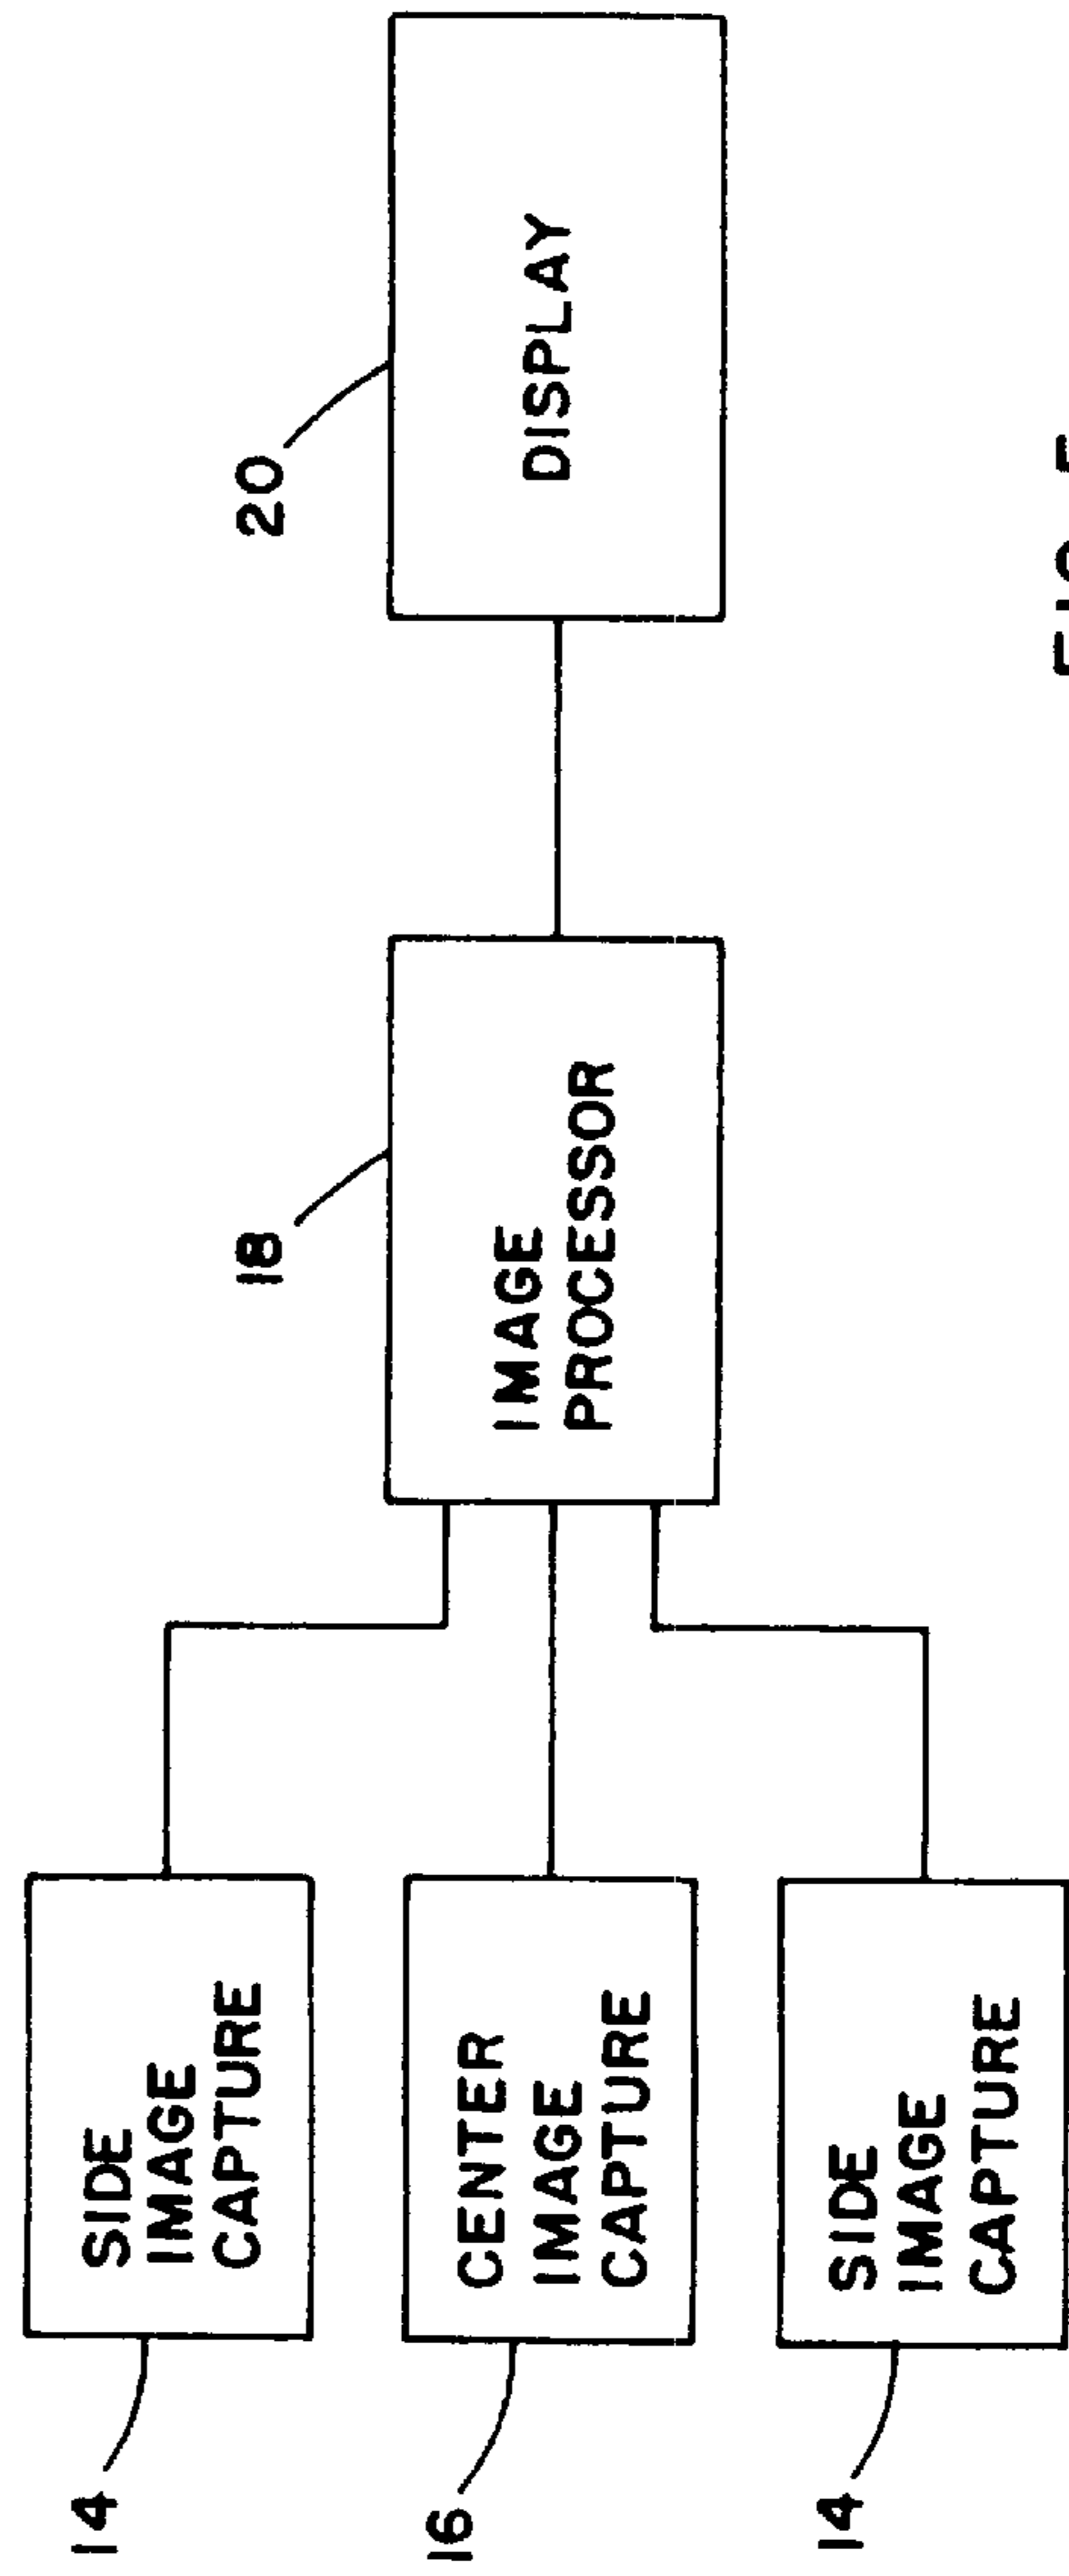 14
SIDE
IMAGE
CAPTURE
16
CENTER
IMAGE
CAPTURE
14
SIDE
IMAGE
CAPTURE
18
IMAGE
PROCESSOR
20
DISPLAY